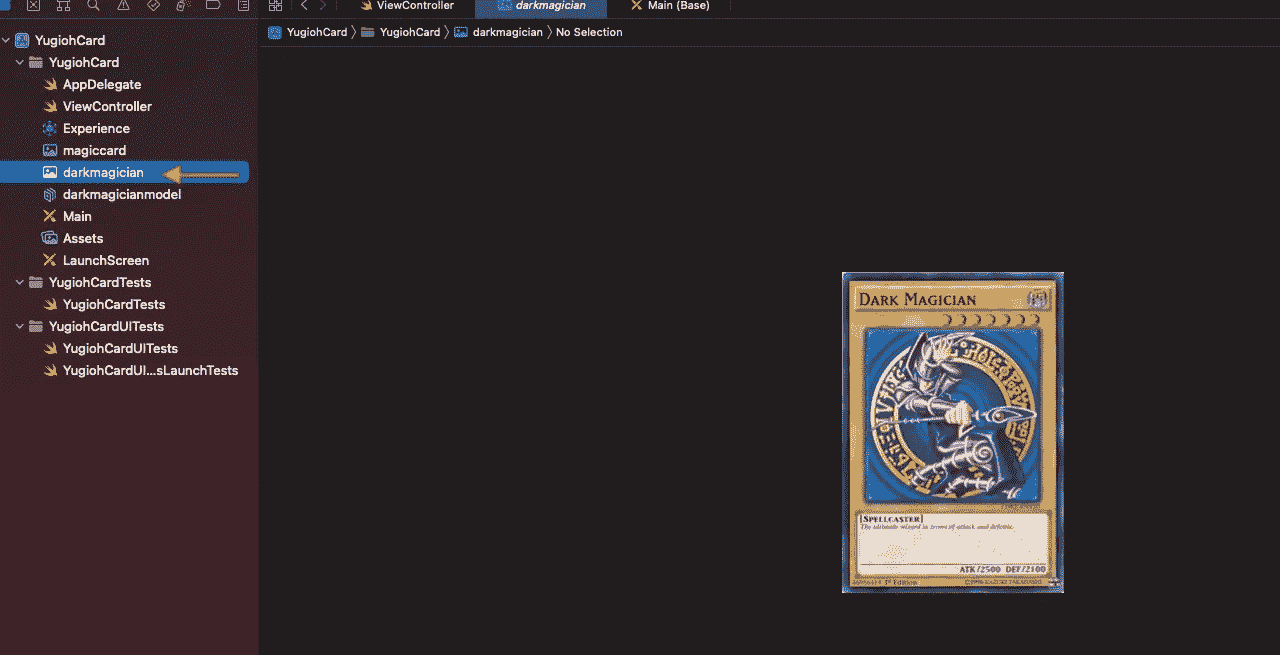 ViewController
darkmagician
Main (Base)
YugiohCard
YugiohCard
darkmagician
No Selection
YugiohCard
YugiohCard
AppDelegate
ViewController
Experience
magiccard
darkmagician
darkmagicianmodel
Main
Assets
LaunchScreen
YugiohCardTests
YugiohCardTests
YugiohCardUITests
YugiohCardUITests
YugiohCardUI...sLaunchTests
DARK MAGICIAN
[SPELLCASTER]
The ultimate wizard in terms of attack and defense.
ATK/2500 DEF/2100
1st Edition